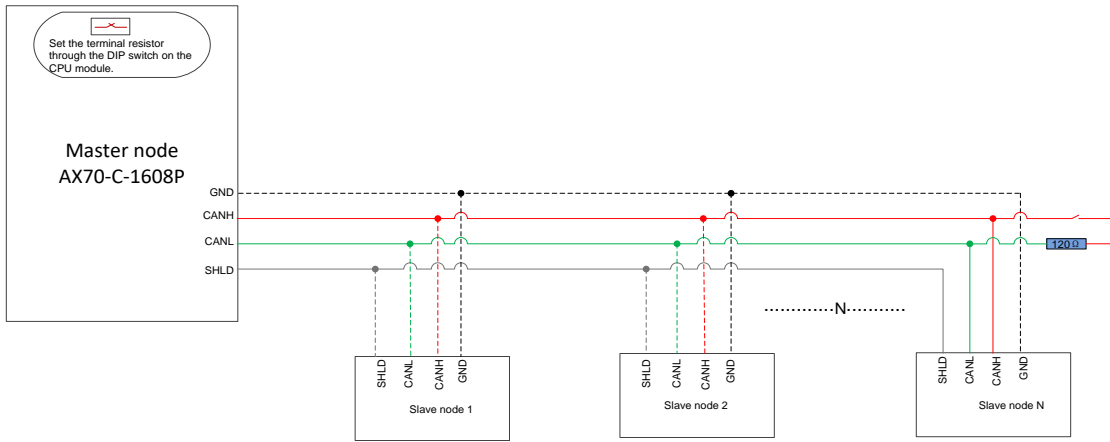 Set the terminal resistor
through the DIP switch on the
CPU module.
Master node
AX70-C-1608P
GND
CANH
CANL
SHLD
120Ω
N
SHLD
CANL
CANH
GND
Slave node 1
SHLD
CANL
CANH
GND
Slave node 2
SHLD
CANL
CANH
GND
Slave node N